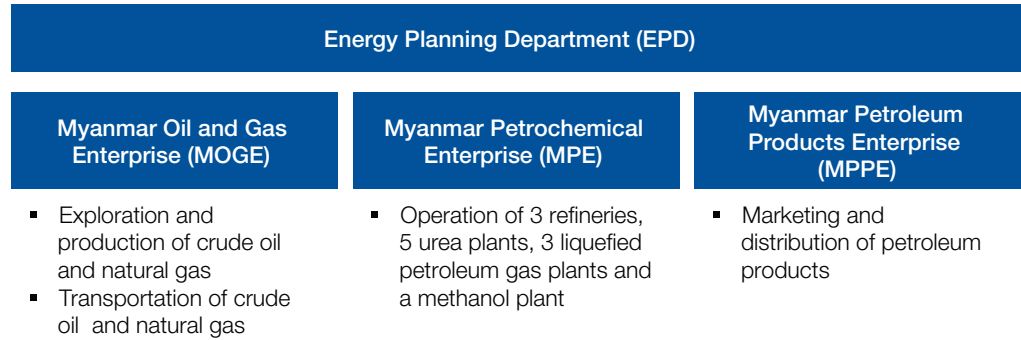 Energy Planning Department (EPD)
Myanmar Oil and Gas
Enterprise (MOGE)
▪ Exploration and
production of crude oil
and natural gas
▪ Transportation of crude
oil and natural gas
Myanmar Petrochemical
Enterprise (MPE)
▪ Operation of 3 refineries,
5 urea plants, 3 liquefied
petroleum gas plants and
a methanol plant
Myanmar Petroleum
Products Enterprise
(MPPE)
▪ Marketing and
distribution of petroleum
products